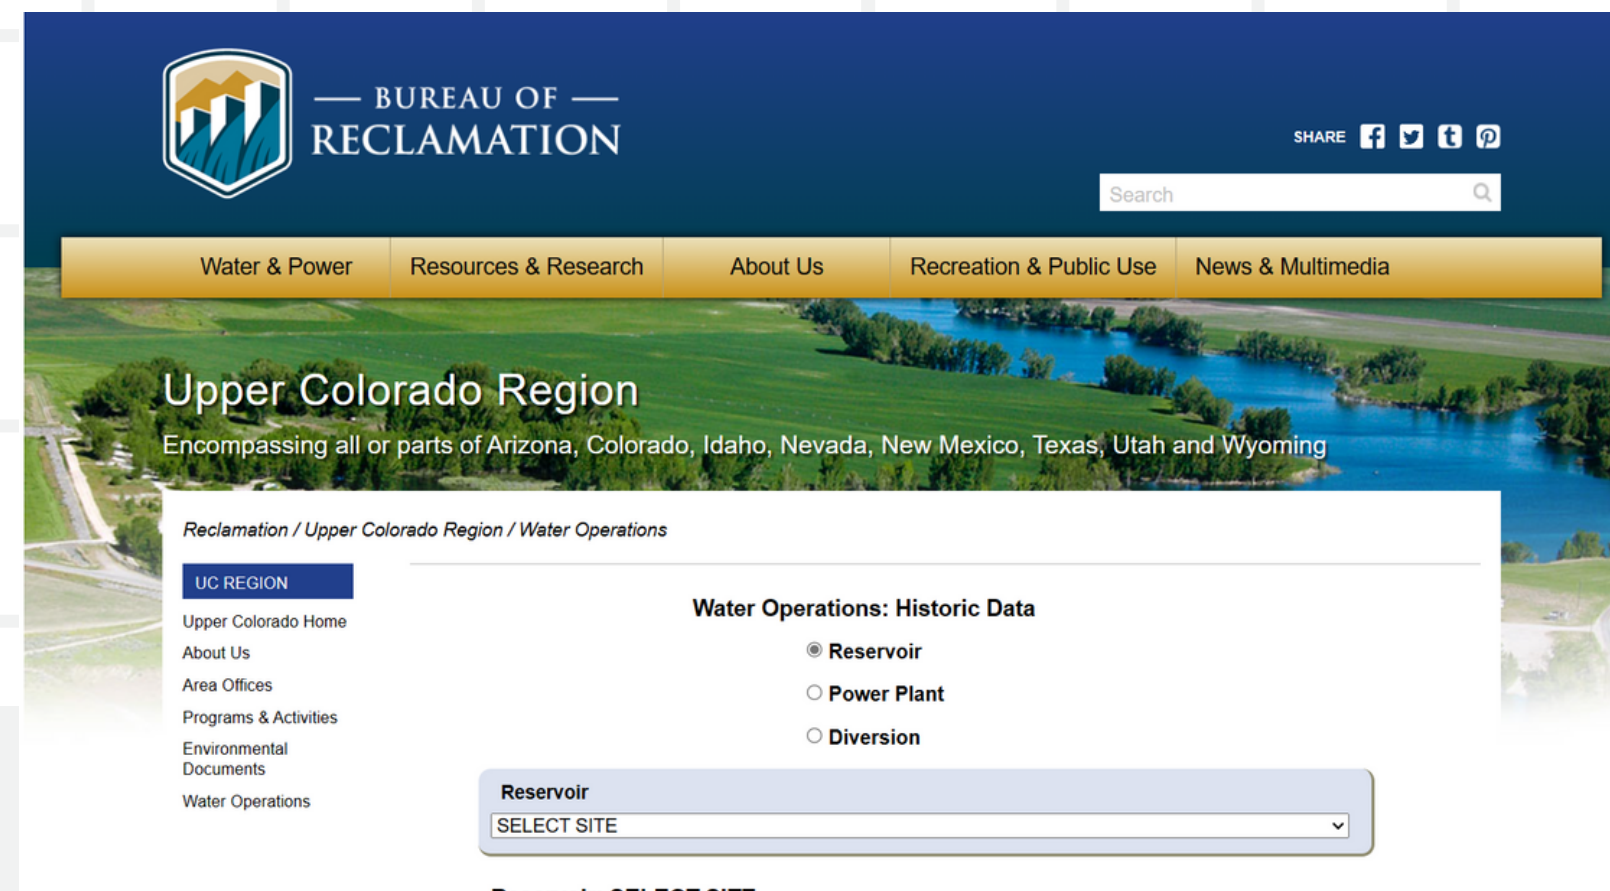 BUREAU OF
RECLAMATION
SHARE
Search
Water & Power Resources & Research About Us Recreation & Public Use News & Multimedia
Upper Colorado Region
Encompassing all or parts of Arizona, Colorado, Idaho, Nevada, New Mexico, Texas, Utah and Wyoming
Reclamation / Upper Colorado Region / Water Operations
UC REGION
Upper Colorado Home
About Us
Area Offices
Programs & Activities
Environmental
Documents
Water Operations
Water Operations: Historic Data
Reservoir
Power Plant
Diversion
Reservoir
SELECT SITE
SELECT SITE